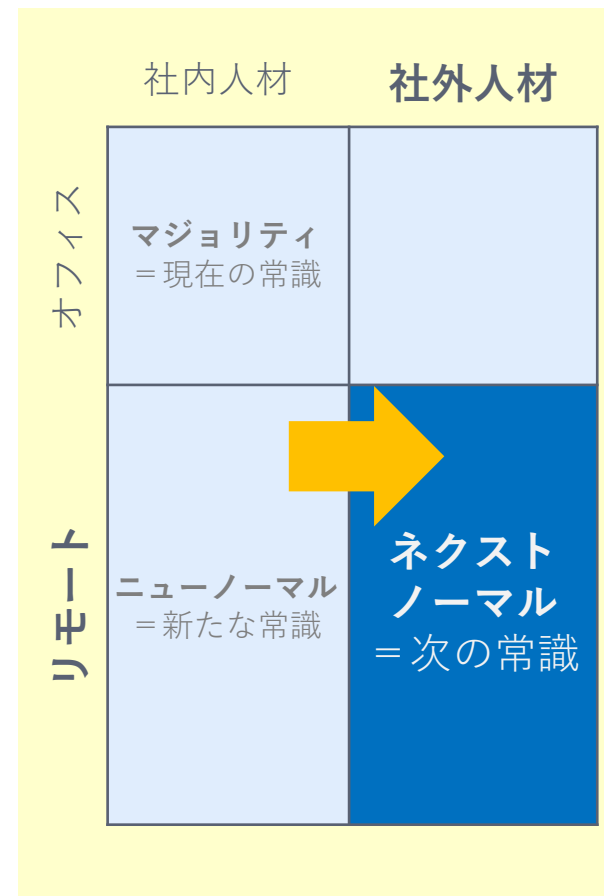 社内人材
社外人材
オフィス
マジョリティ
＝現在の常識
リモート
ニューノーマル
＝新たな常識
ネクスト
ノーマル
＝次の常識